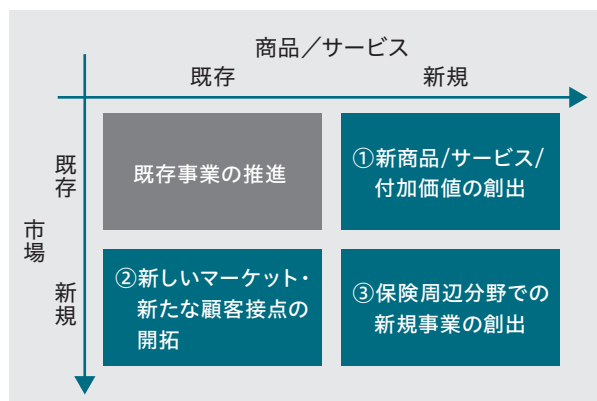 商品／サービス
既存
新規
既存
既存事業の推進
①新商品/サービス/
付加価値の創出
市場
新規
②新しいマーケット・
新たな顧客接点の
開拓
③保険周辺分野での
新規事業の創出